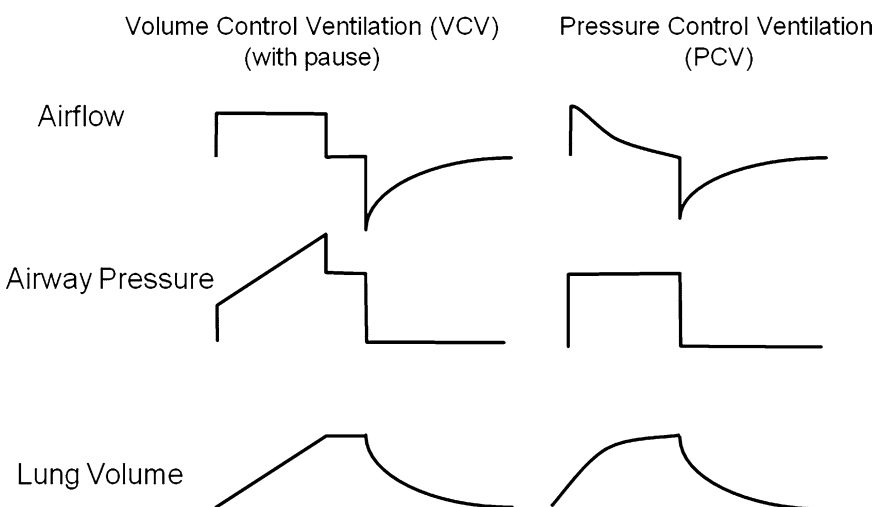 Volume Control Ventilation (VCV)
(with pause)
Pressure Control Ventilation
(PCV)
Airflow
Airway Pressure
Lung Volume